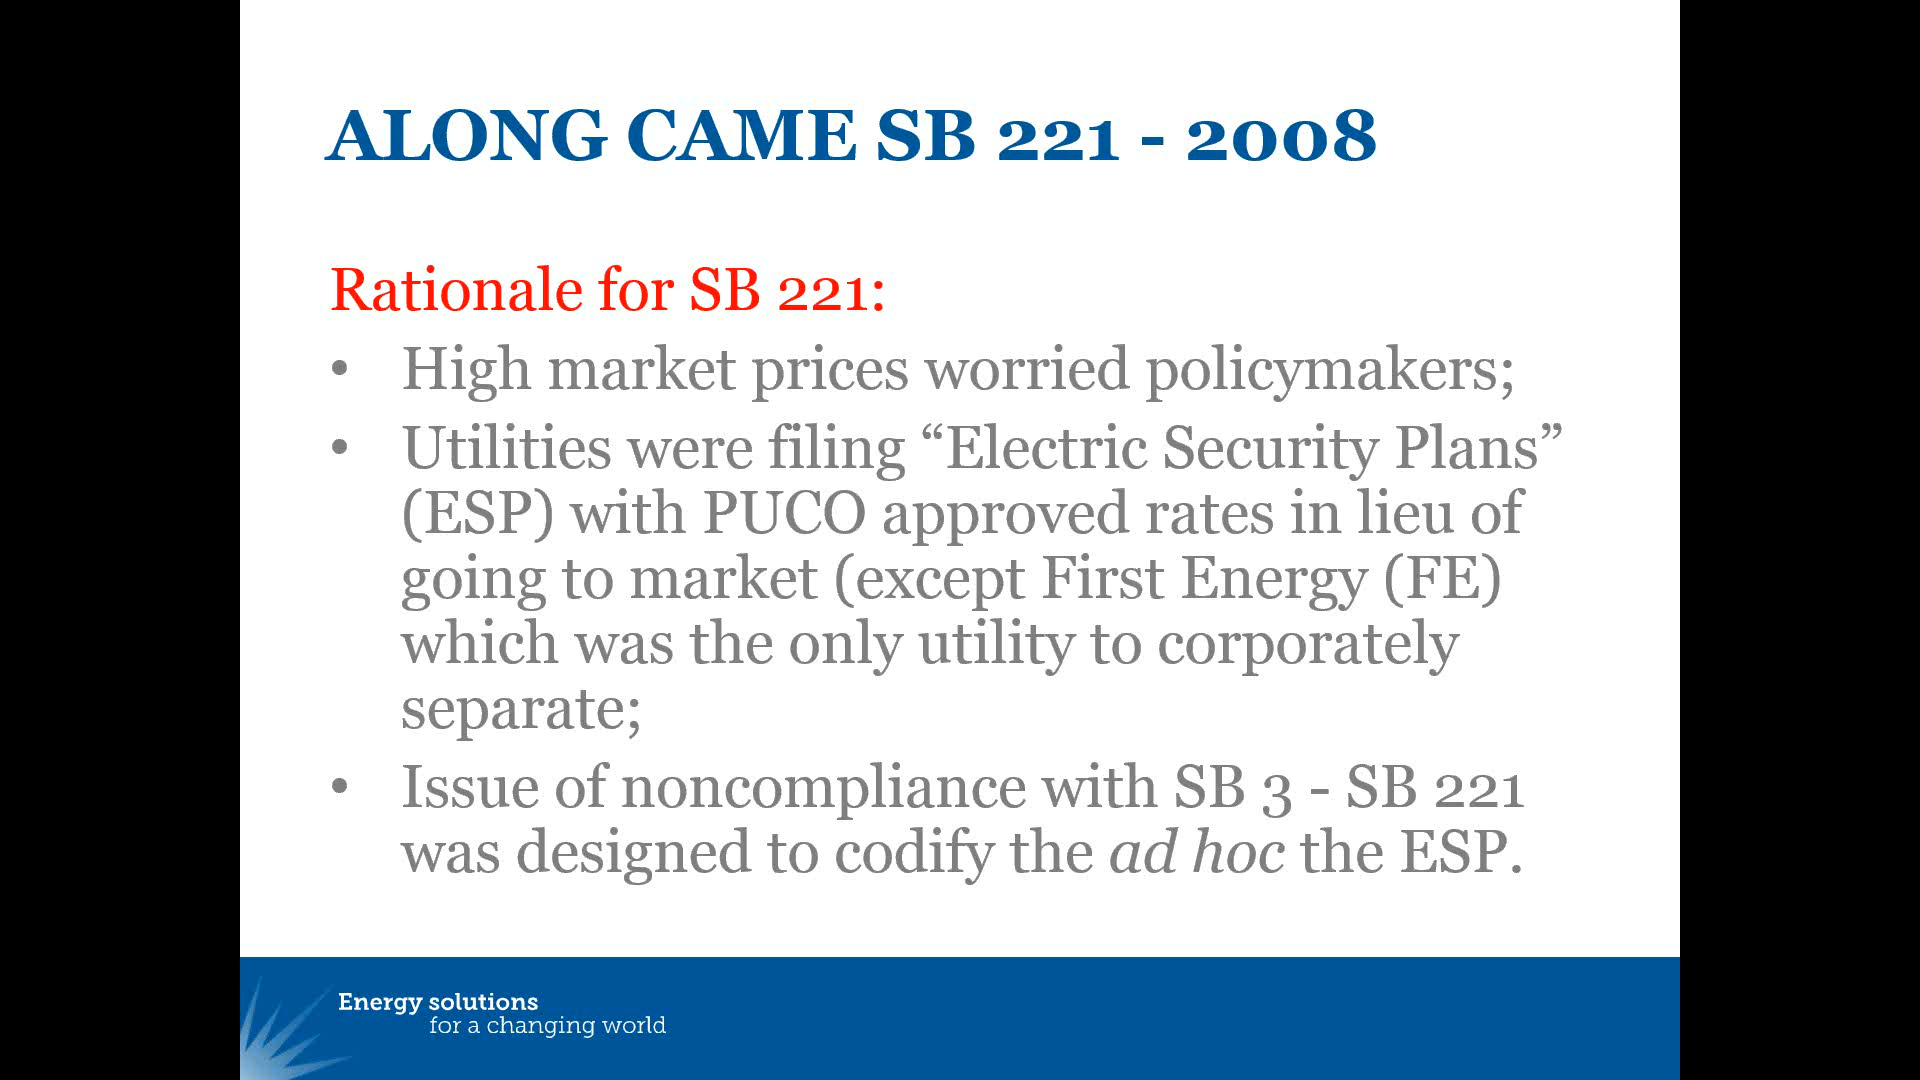 ALONG CAME SB 221 - 2008
Rationale for SB 221:
• High market prices worried policymakers;
• Utilities were filing “Electric Security Plans”
(ESP) with PUCO approved rates in lieu of
going to market (except First Energy (FE)
which was the only utility to corporately
separate;
• Issue of noncompliance with SB 3 - SB 221
was designed to codify the ad hoc the ESP.
Energy solutions
for a changing world